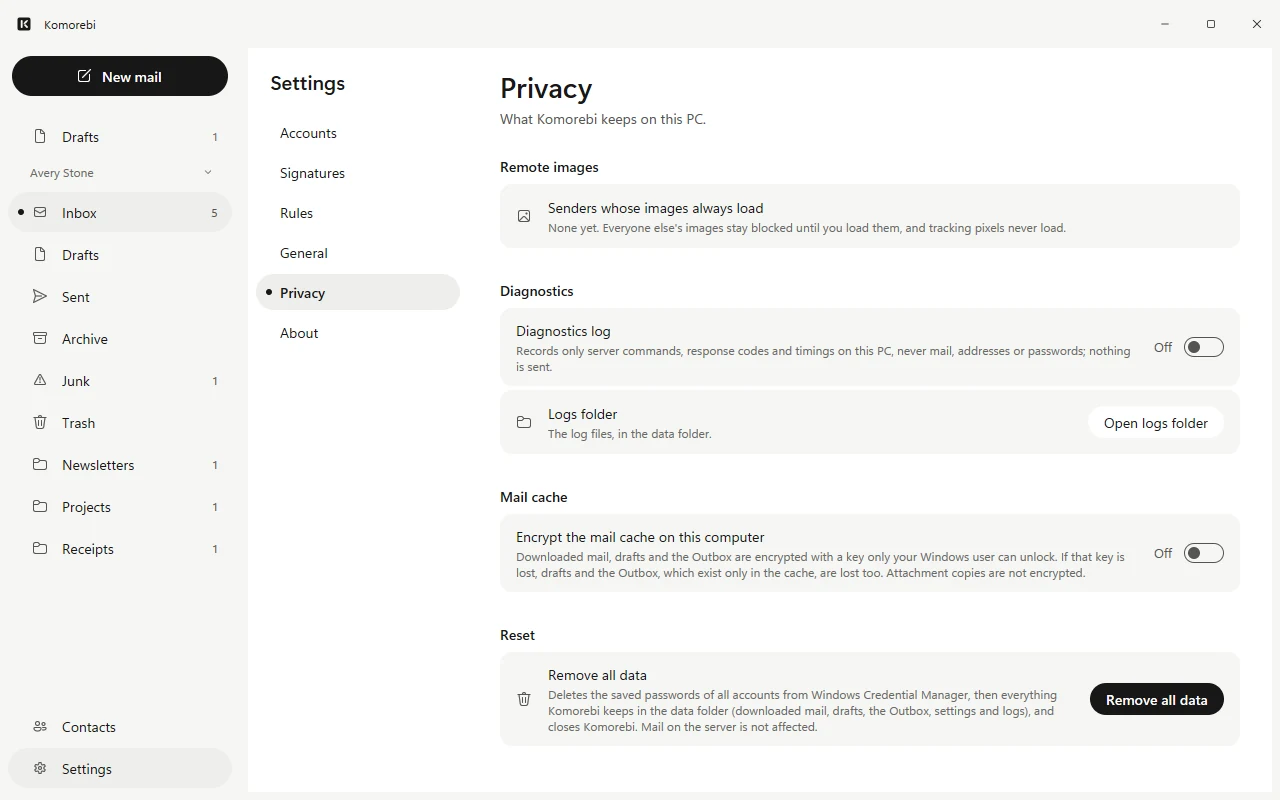 Komorebi
New mail
Drafts 1
Avery Stone
Inbox 5
Drafts
Sent
Archive
Junk 1
Trash
Newsletters 1
Projects 1
Receipts 1
Contacts
Settings
Settings
Accounts
Signatures
Rules
General
Privacy
About
Privacy
What Komorebi keeps on this PC.
Remote images
Senders whose images always load
None yet. Everyone else's images stay blocked until you load them, and tracking pixels never load.
Diagnostics
Diagnostics log
Records only server commands, response codes and timings on this PC, never mail, addresses or passwords; nothing
is sent.
Off
Logs folder
The log files, in the data folder.
Open logs folder
Mail cache
Encrypt the mail cache on this computer
Downloaded mail, drafts and the Outbox are encrypted with a key only your Windows user can unlock. If that key is
lost, drafts and the Outbox, which exist only in the cache, are lost too. Attachment copies are not encrypted.
Off
Reset
Remove all data
Deletes the saved passwords of all accounts from Windows Credential Manager, then everything
Komorebi keeps in the data folder (downloaded mail, drafts, the Outbox, settings and logs), and
closes Komorebi. Mail on the server is not affected.
Remove all data